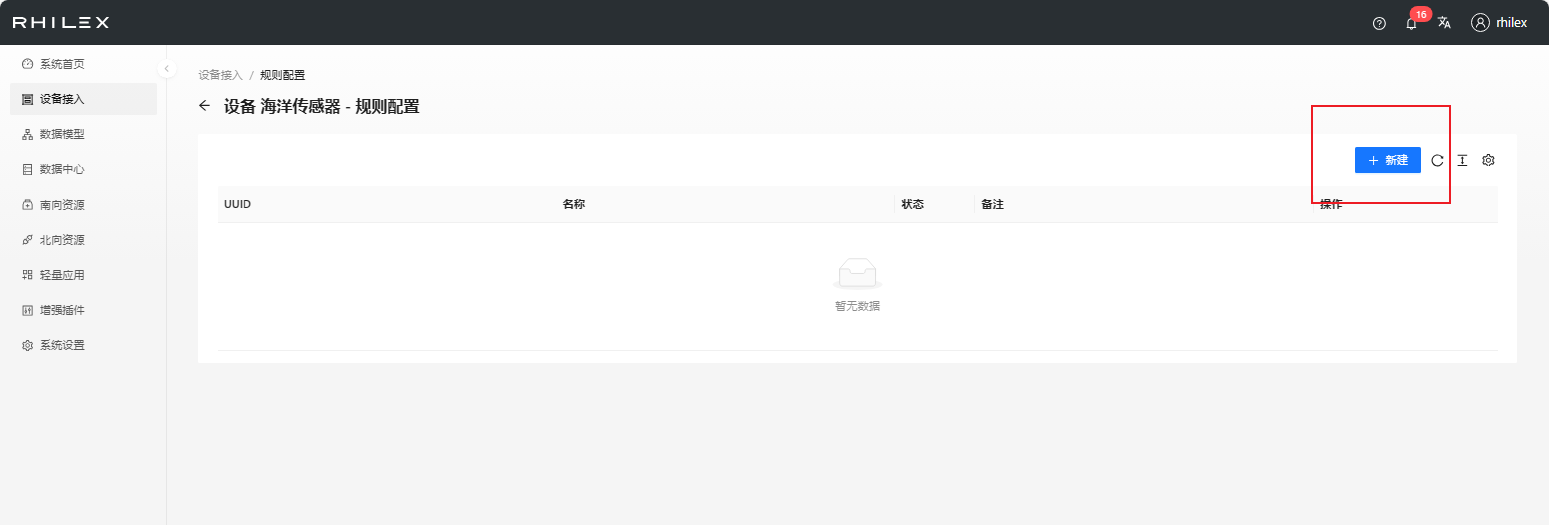 RHILEX
16
rhilex
系统首页
设备接入
数据模型
数据中心
南向资源
北向资源
轻量应用
增强插件
系统设置
设备接入 / 规则配置
← 设备 海洋传感器 - 规则配置
+ 新建
UUID 名称 状态 备注 操作
暂无数据